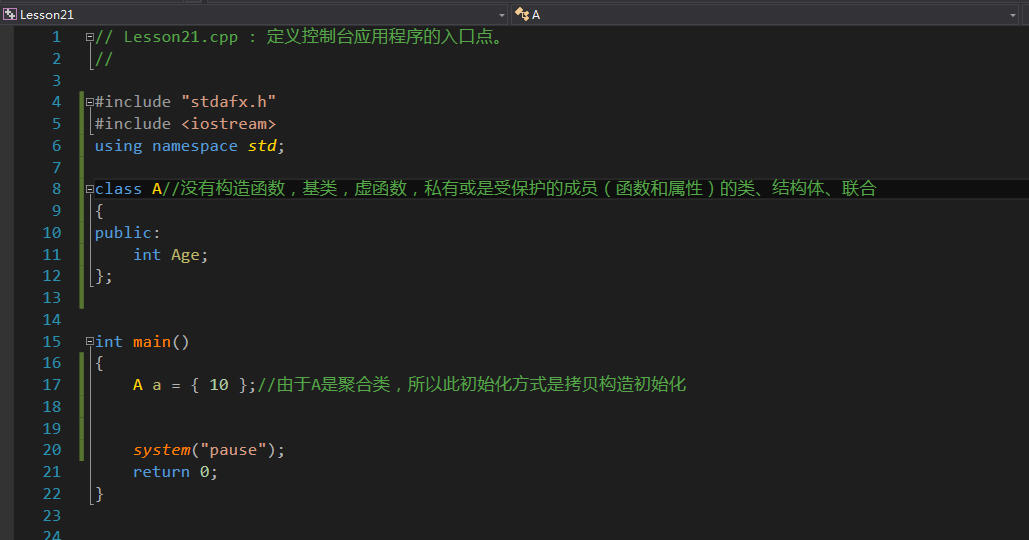 Lesson21 A
1 // Lesson21.cpp : 定义控制台应用程序的入口点。
2 //
3
4 #include "stdafx.h"
5 #include <iostream>
6 using namespace std;
7
8 class A//没有构造函数，基类，虚函数，私有或是受保护的成员（函数和属性）的类、结构体、联合
9 {
10 public:
11     int Age;
12 };
13
14
15 int main()
16 {
17     A a = { 10 };//由于A是聚合类，所以此初始化方式是拷贝构造初始化
18
19
20     system("pause");
21     return 0;
22 }
23
24